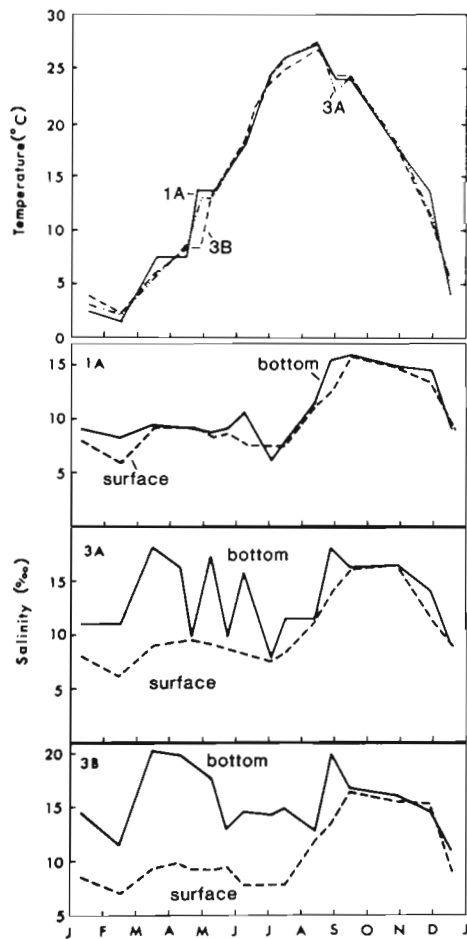 30
25
20
15
10
5
0
Temperature(°C)
1A
3B
3A
15
10
5
1A
bottom
surface
15
10
5
3A
bottom
surface
Salinity (‰)
20
15
10
5
3B
bottom
surface
J F M A M J J A S O N D J